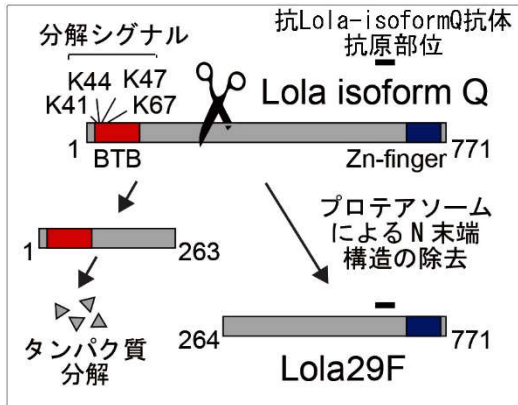 分解シグナル
抗Lola-isoformQ抗体
抗原部位
K44 K47
K41 K67
Lola isoform Q
1 771
BTB
Zn-finger
1 263
プロテアソーム
によるN末端
構造の除去
タンパク質
分解
264 771
Lola29F